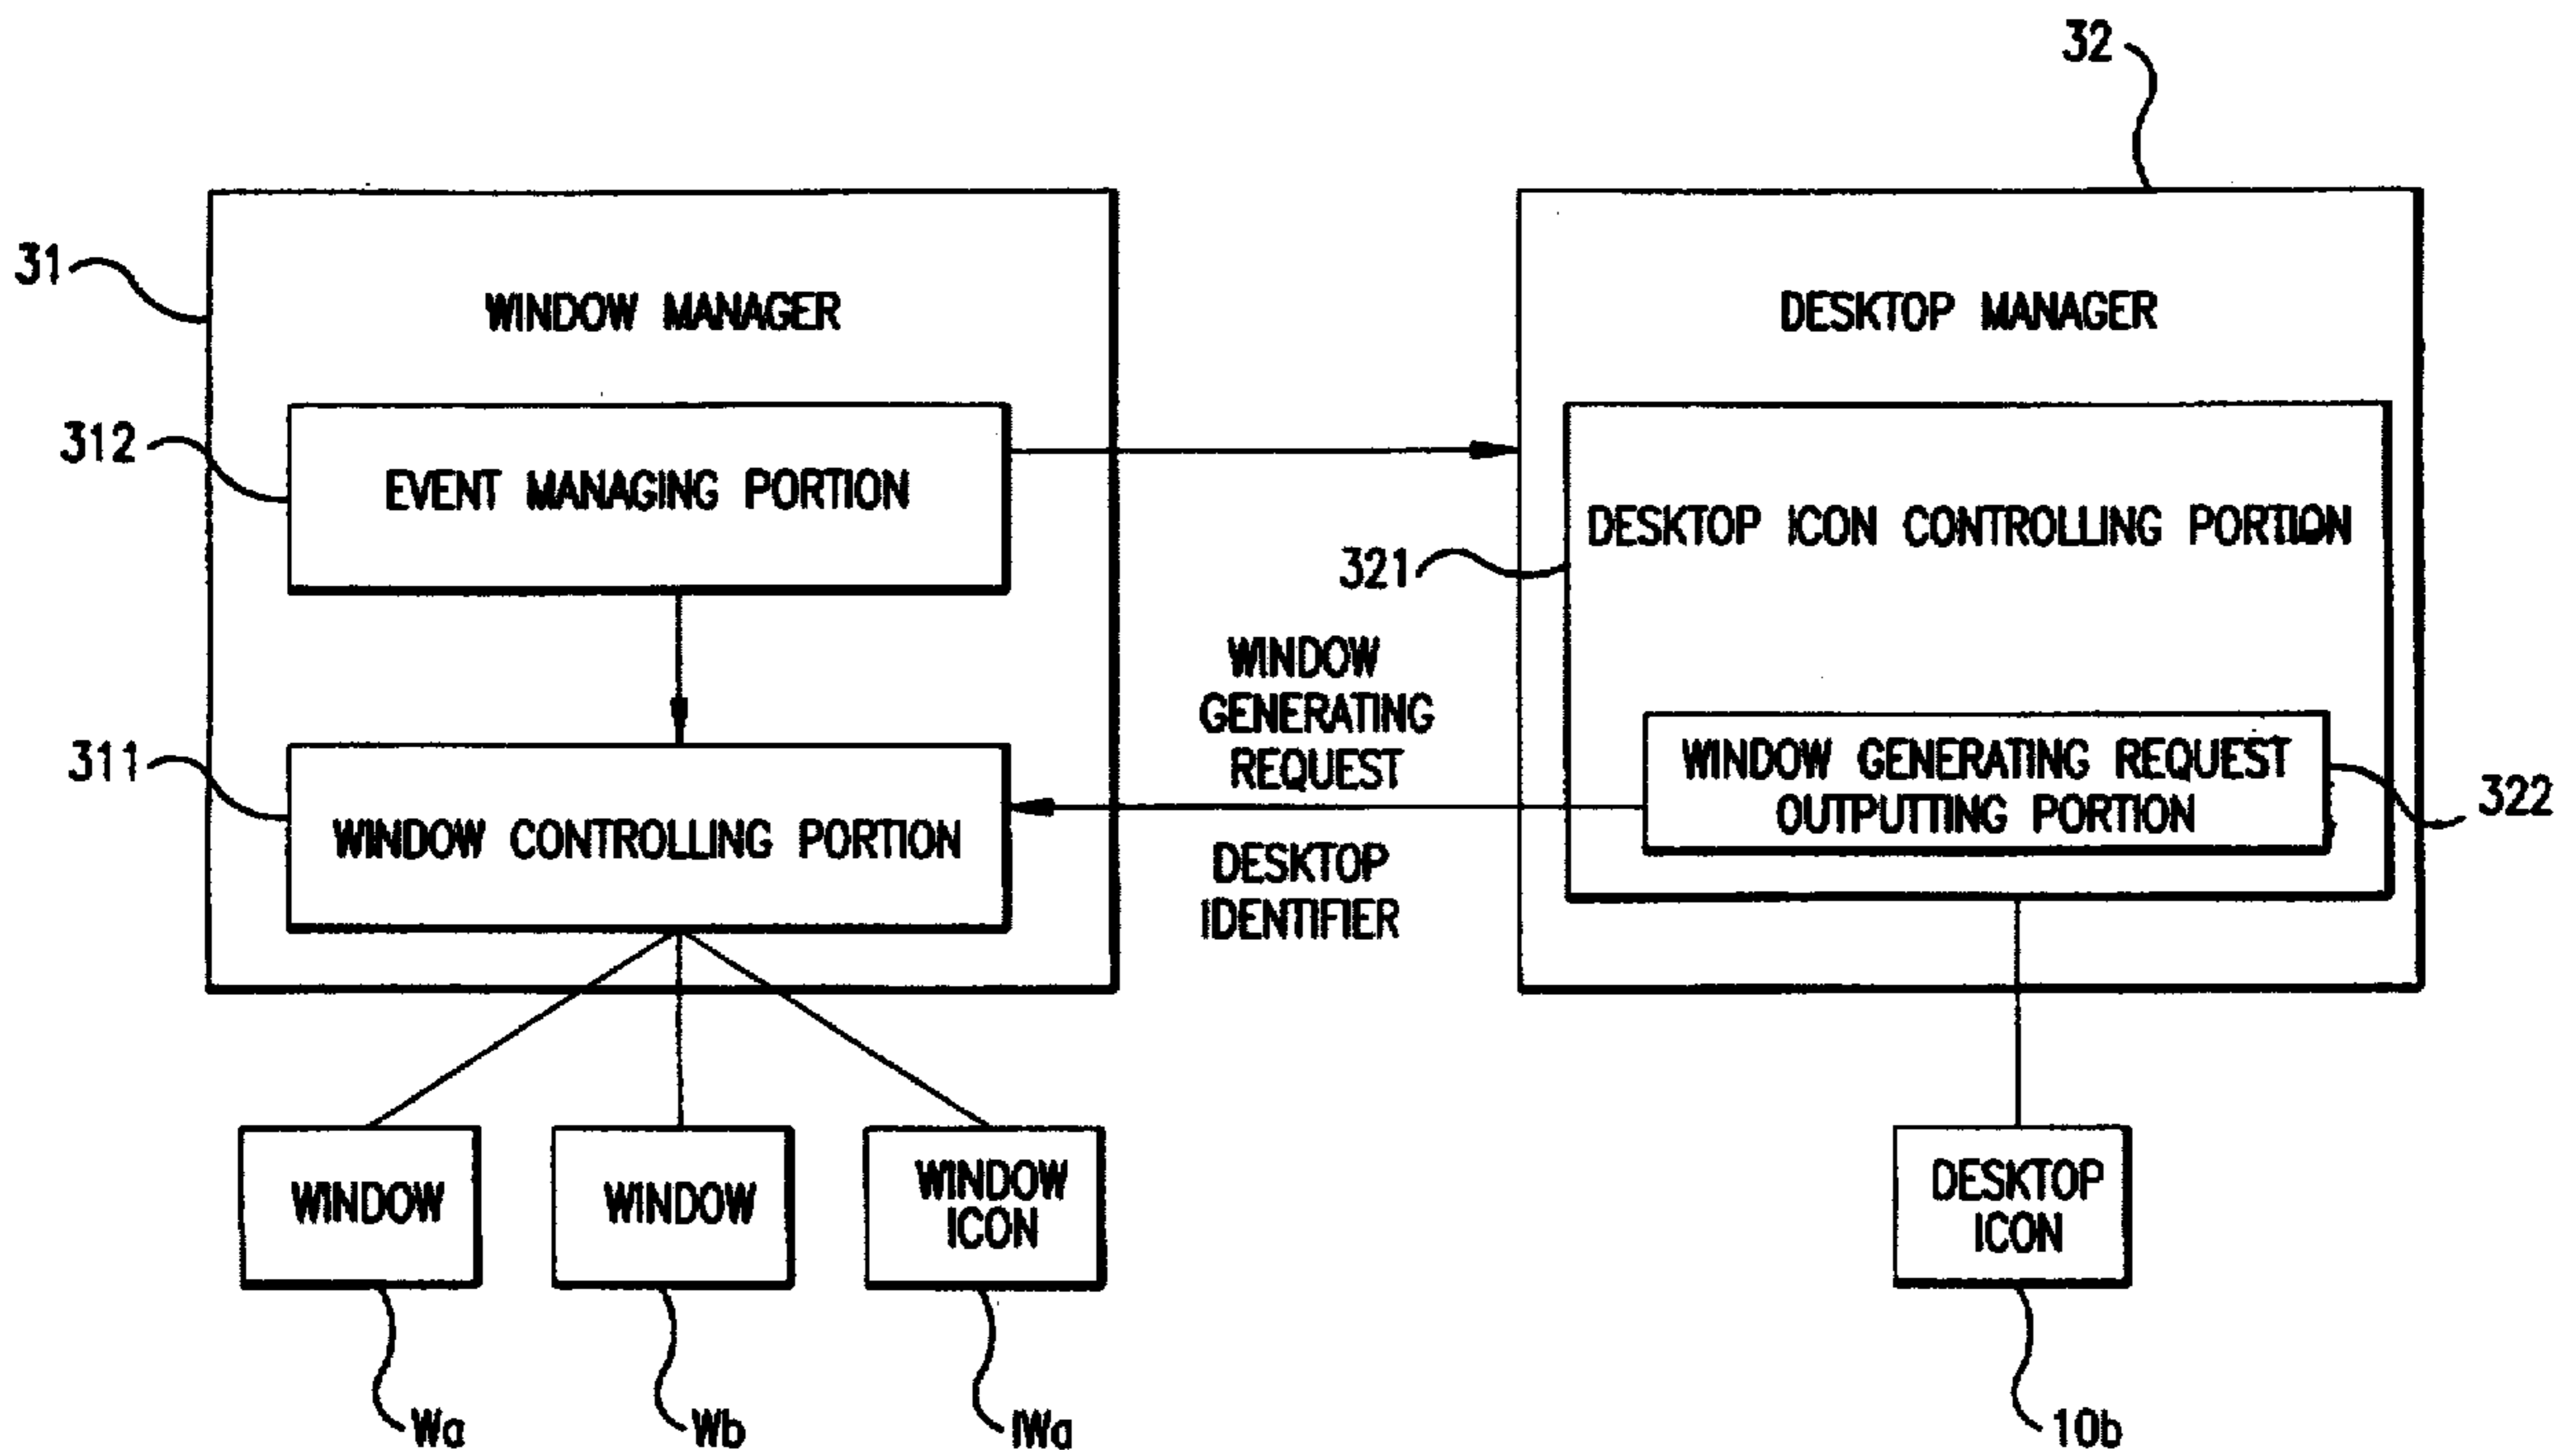 32
31
WINDOW MANAGER
DESKTOP MANAGER
312
EVENT MANAGING PORTION
DESKTOP ICON CONTROLLING PORTION
321
WINDOW
GENERATING
REQUEST
311
WINDOW CONTROLLING PORTION
WINDOW GENERATING REQUEST
OUTPUTTING PORTION
322
DESKTOP
IDENTIFIER
WINDOW
WINDOW
WINDOW
ICON
DESKTOP
ICON
Wa
Wb
IWa
10b